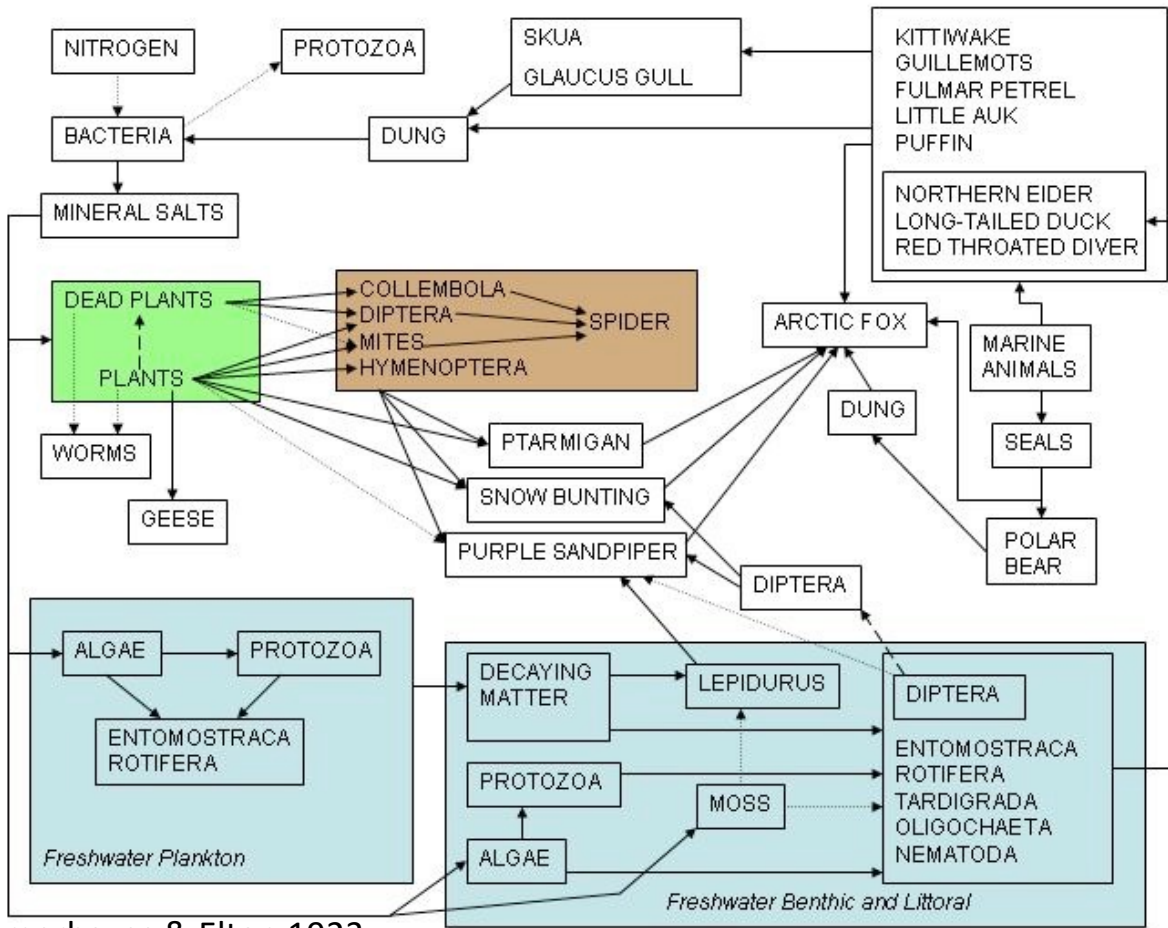 NITROGEN
PROTOZOA
SKUA
GLAUCUS GULL
KITTIWAKE
GUILLEMOTS
FULMAR PETREL
LITTLE AUK
PUFFIN
BACTERIA
DUNG
MINERAL SALTS
NORTHERN EIDER
LONG-TAILED DUCK
RED THROATED DIVER
DEAD PLANTS
PLANTS
COLLEMBOLA
DIPTERA
MITES
HYMENOPTERA
SPIDER
ARCTIC FOX
MARINE
ANIMALS
DUNG
SEALS
WORMS
PTARMIGAN
GEESE
SNOW BUNTING
PURPLE SANDPIPER
POLAR
BEAR
DIPTERA
ALGAE
PROTOZOA
ENTOMOSTRACA
ROTIFERA
Freshwater Plankton
DECAYING
MATTER
LEPIDURUS
DIPTERA
PROTOZOA
MOSS
ALGAE
ENTOMOSTRACA
ROTIFERA
TARDIGRADA
OLIGOCHAETA
NEMATODA
Freshwater Benthic and Littoral
& Elton 1923